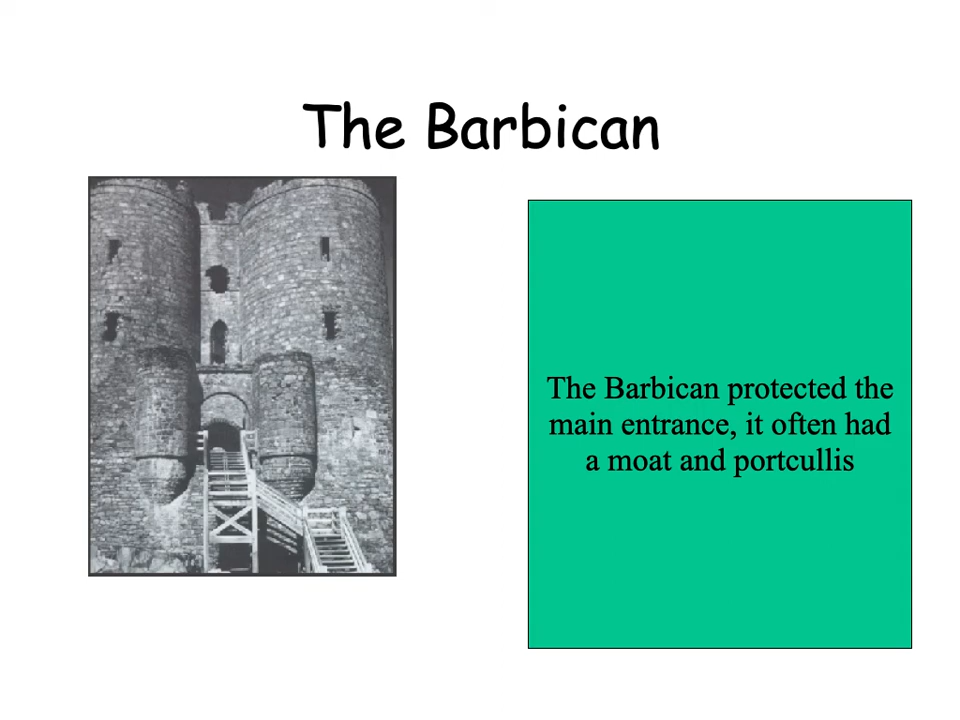 The Barbican
The Barbican protected the
main entrance, it often had
a moat and portcullis